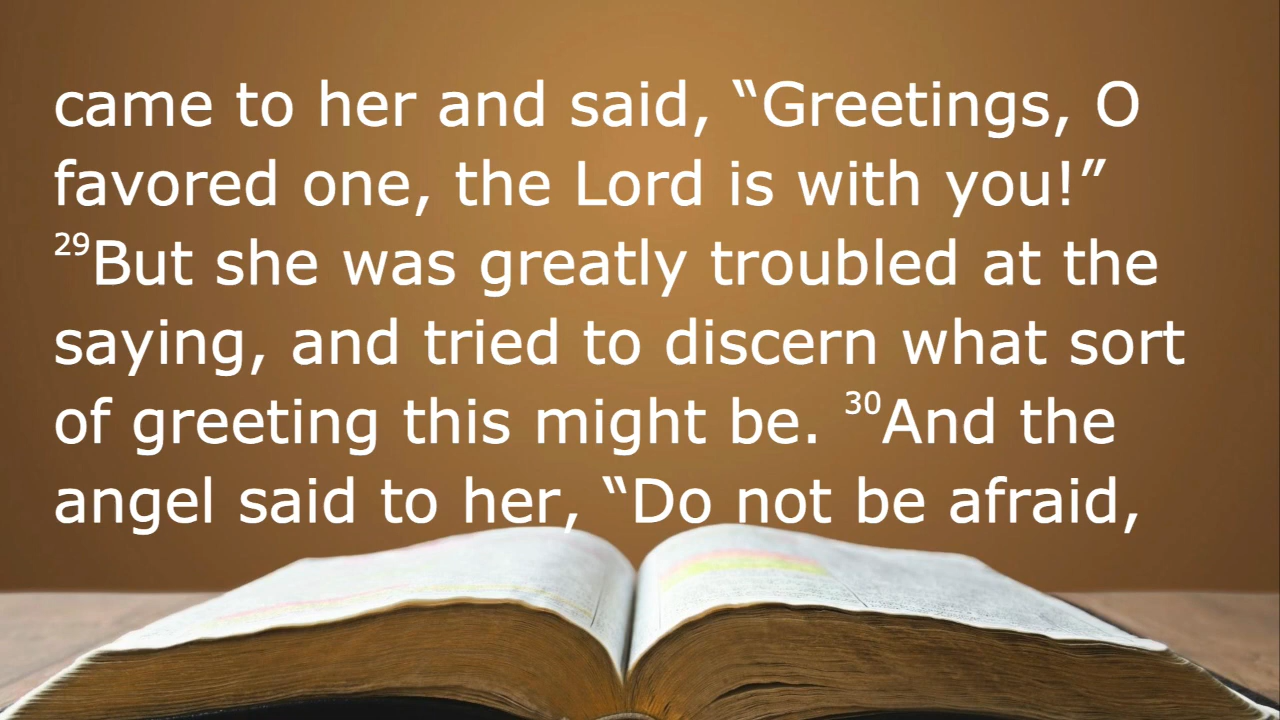 came to her and said, “Greetings, O
favored one, the Lord is with you!”
29But she was greatly troubled at the
saying, and tried to discern what sort
of greeting this might be. 30And the
angel said to her, “Do not be afraid,